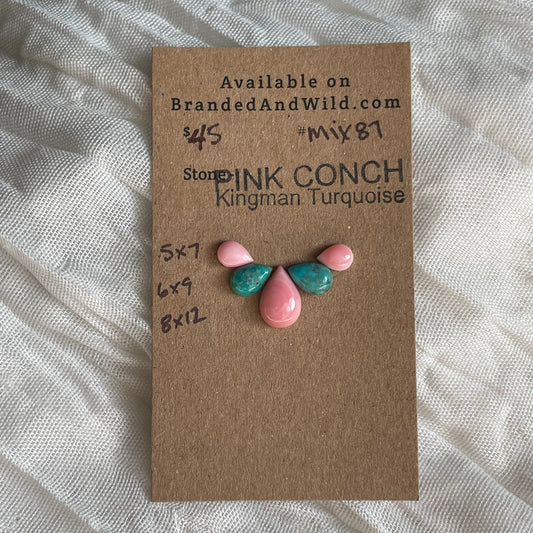 Available on
BrandedAndWild.com
$45 #mix87
Stone: PINK CONCH
Kingman Turquoise
5x7
6x9
8x12